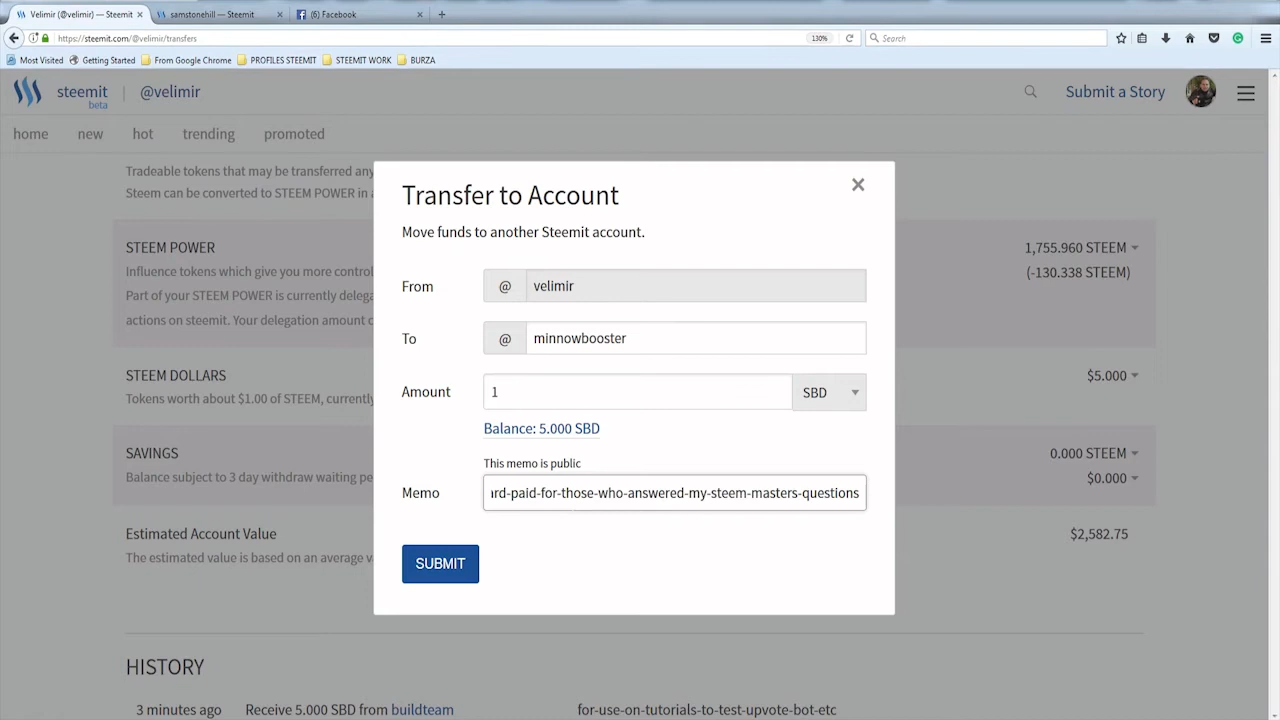 Velimir (@velimir) — Steemit
samstonehill — Steemit
(6) Facebook
https://steemit.com/@velimir/transfers
130%
Search
Most Visited
Getting Started
From Google Chrome
PROFILES STEEMIT
STEEMIT WORK
BURZA
steemit
beta
@velimir
Submit a Story
home
new
hot
trending
promoted
Tradeable tokens that may be transferred any
Steem can be converted to STEEM POWER in a
STEEM POWER
1,755.960 STEEM
Influence tokens which give you more control
(-130.338 STEEM)
Part of your STEEM POWER is currently delega
actions on steemit. Your delegation amount c
STEEM DOLLARS
$5.000
Tokens worth about $1.00 of STEEM, currently
SAVINGS
0.000 STEEM
Balance subject to 3 day withdraw waiting pe
$0.000
Estimated Account Value
$2,582.75
The estimated value is based on an average v
Transfer to Account
Move funds to another Steemit account.
From
@
velimir
To
@
minnowbooster
Amount
1
SBD
Balance: 5.000 SBD
This memo is public
Memo
rd-paid-for-those-who-answered-my-steem-masters-questions
SUBMIT
HISTORY
3 minutes ago
Receive 5.000 SBD from buildteam
for-use-on-tutorials-to-test-upvote-bot-etc